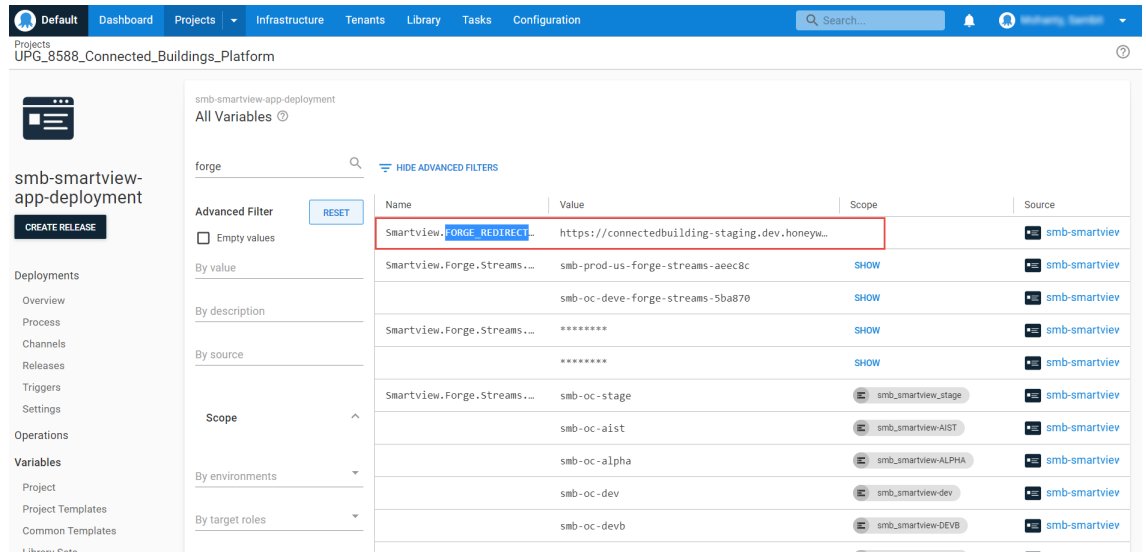 Default Dashboard Projects Infrastructure Tenants Library Tasks Configuration Search...
Projects
UPG_8588_Connected_Buildings_Platform
smb-smartview-app-deployment
All Variables
smb-smartview-
app-deployment
CREATE RELEASE
Deployments
Overview
Process
Channels
Releases
Triggers
Settings
Operations
Variables
Project
Project Templates
Common Templates
Library Sets
forge
HIDE ADVANCED FILTERS
Advanced Filter RESET
Empty values
By value
By description
By source
Scope
By environments
By target roles
Name Value Scope Source
Smartview.FORGE_REDIRECT… https://connectedbuilding-staging.dev.honeyw… smb-smartviev
Smartview.Forge.Streams.… smb-prod-us-forge-streams-aeec8c SHOW smb-smartviev
smb-oc-deve-forge-streams-5ba870 SHOW smb-smartviev
Smartview.Forge.Streams.… ******** SHOW smb-smartviev
******** SHOW smb-smartviev
Smartview.Forge.Streams.… smb-oc-stage smb_smartview_stage smb-smartviev
smb-oc-aist smb_smartview-AIST smb-smartviev
smb-oc-alpha smb_smartview-ALPHA smb-smartviev
smb-oc-dev smb_smartview-dev smb-smartviev
smb-oc-devb smb_smartview-DEVB smb-smartviev